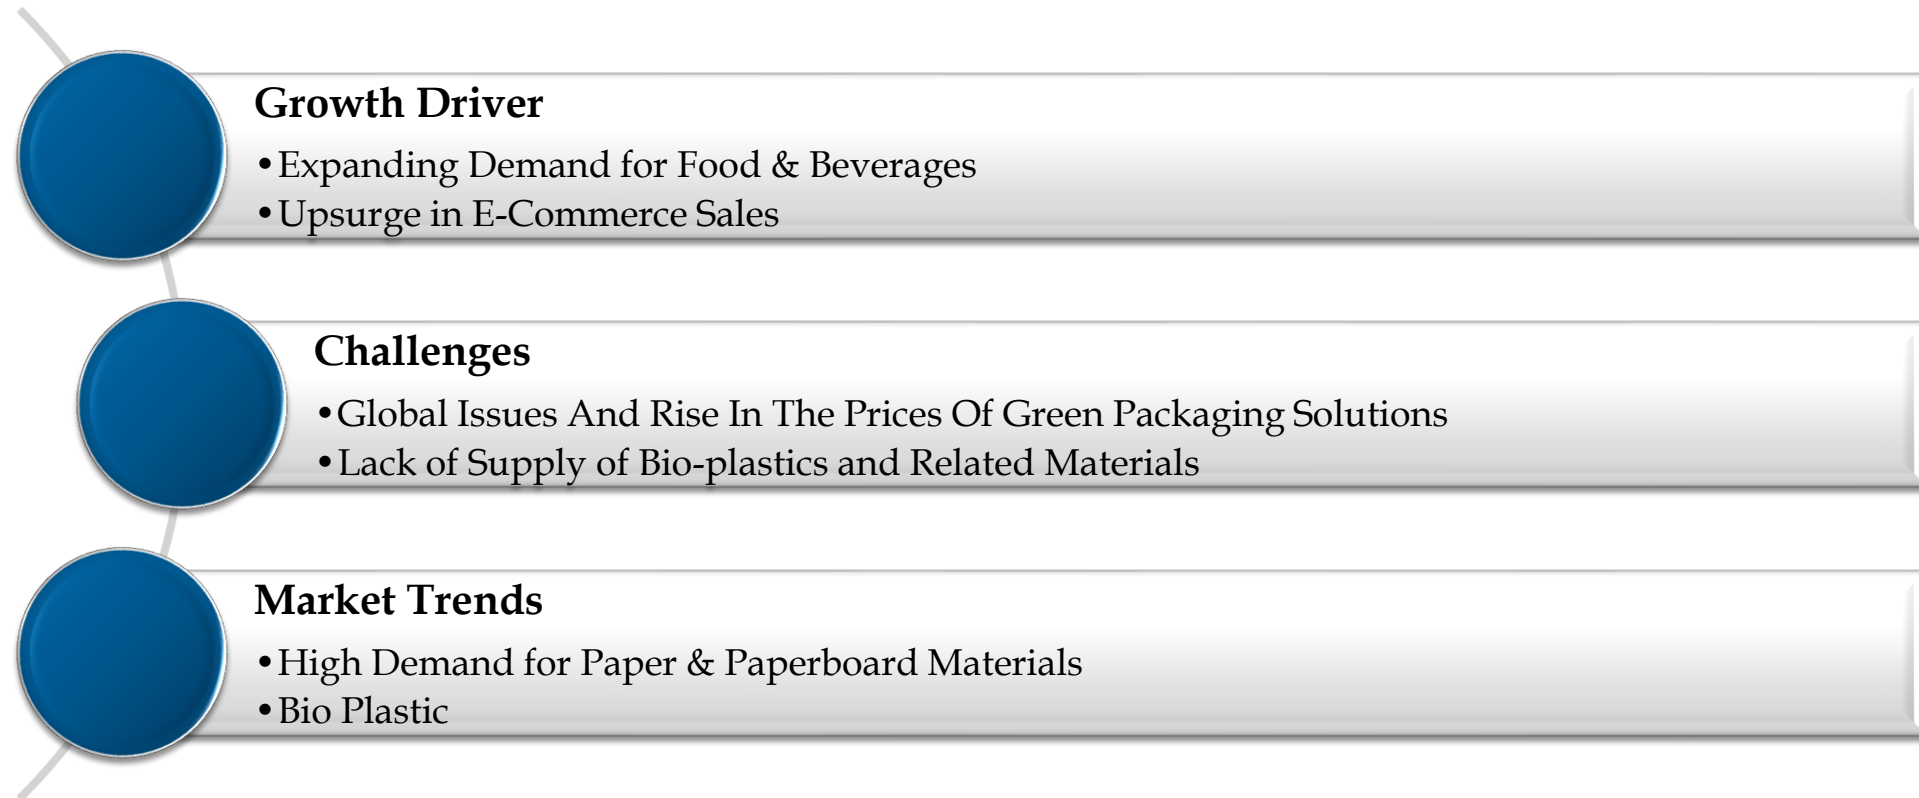 Growth Driver
•Expanding Demand for Food & Beverages
•Upsurge in E-Commerce Sales
Challenges
•Global Issues And Rise In The Prices Of Green Packaging Solutions
•Lack of Supply of Bio-plastics and Related Materials
Market Trends
•High Demand for Paper & Paperboard Materials
•Bio Plastic